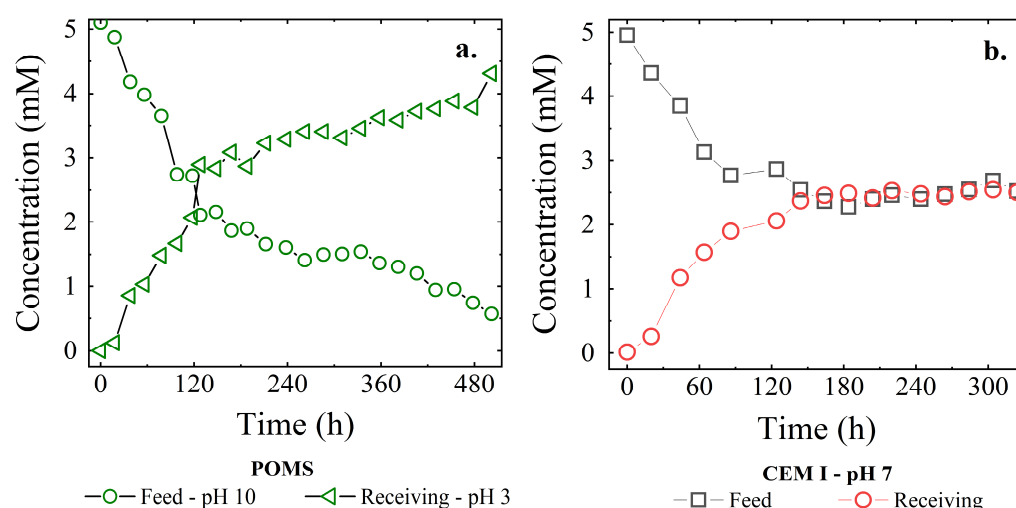 a.
Concentration (mM)
5
4
3
2
1
0
0 120 240 360 480
Time (h)
POMS
Feed - pH 10 Receiving - pH 3
b.
Concentration (mM)
5
4
3
2
1
0
0 60 120 180 240 300
Time (h)
CEM I - pH 7
Feed Receiving